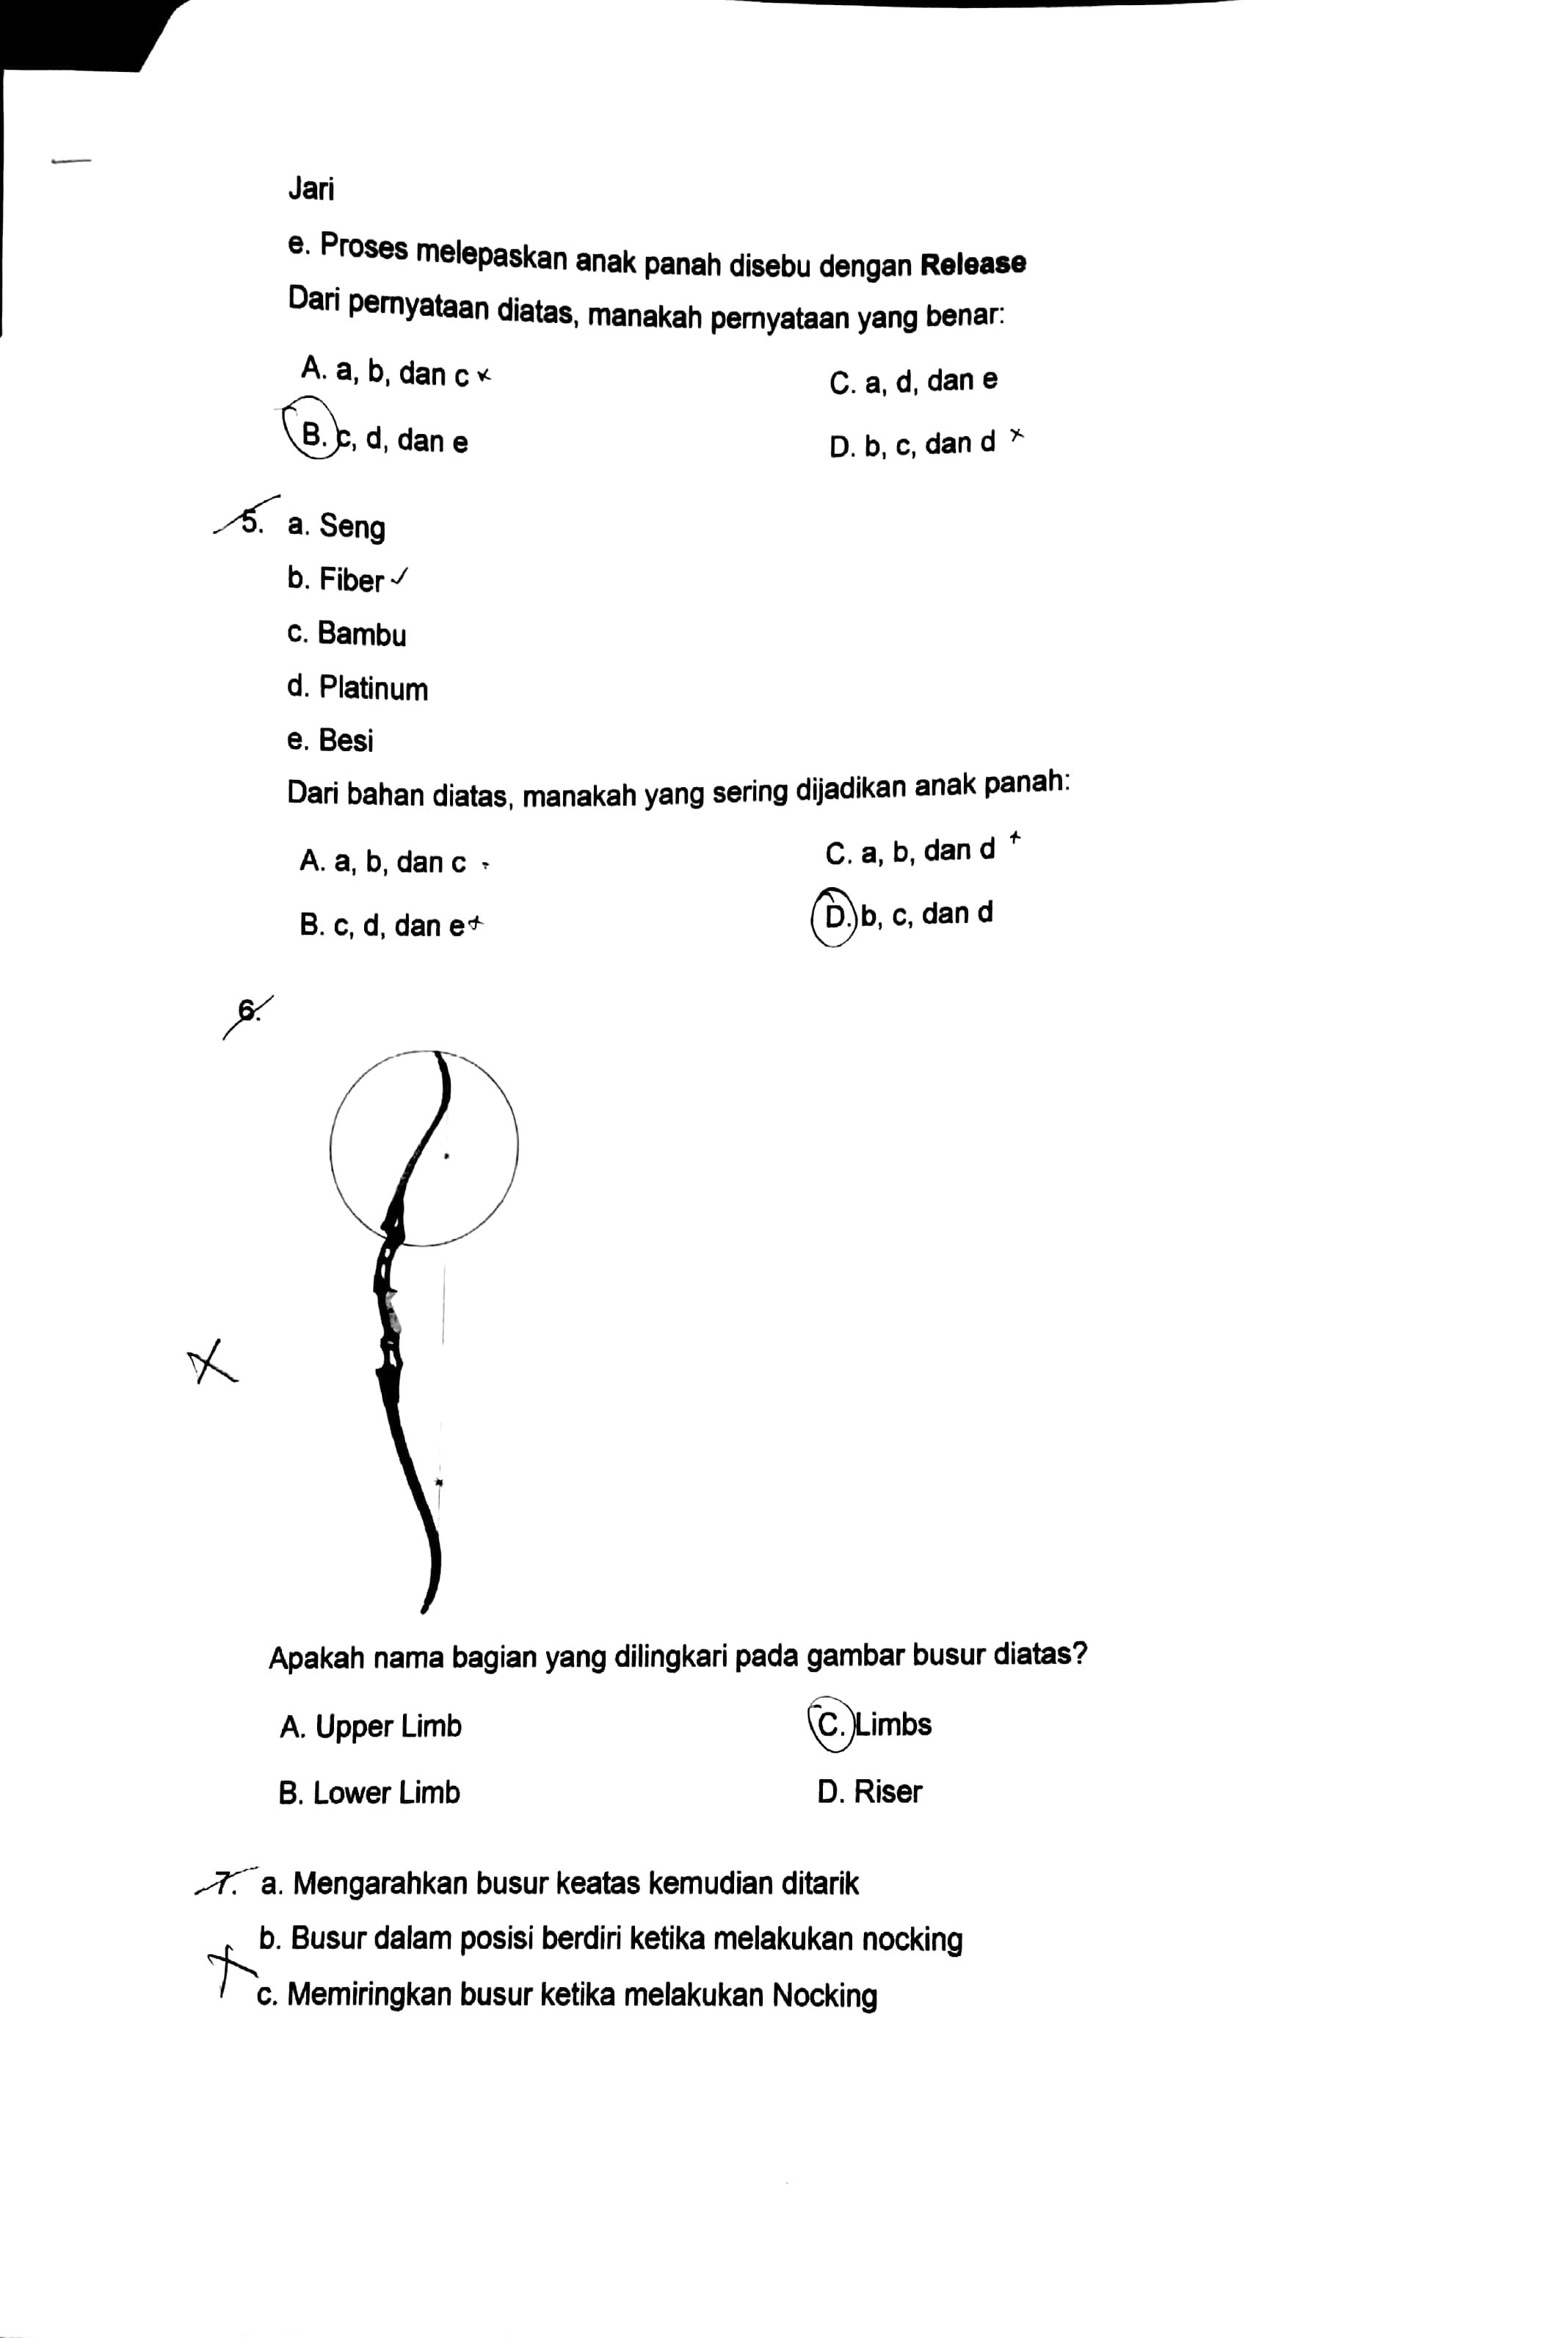 Jari
e. Proses melepaskan anak panah disebu dengan Release
Dari pernyataan diatas, manakah pernyataan yang benar:
A. a, b, dan c
C. a, d, dan e
B. c, d, dan e
D. b, c, dan d
5. a. Seng
b. Fiber
c. Bambu
d. Platinum
e. Besi
Dari bahan diatas, manakah yang sering dijadikan anak panah:
A. a, b, dan c
C. a, b, dan d
B. c, d, dan e
D. b, c, dan d
6.
Apakah nama bagian yang dilingkari pada gambar busur diatas?
A. Upper Limb
C. Limbs
B. Lower Limb
D. Riser
7. a. Mengarahkan busur keatas kemudian ditarik
b. Busur dalam posisi berdiri ketika melakukan nocking
c. Memiringkan busur ketika melakukan Nocking